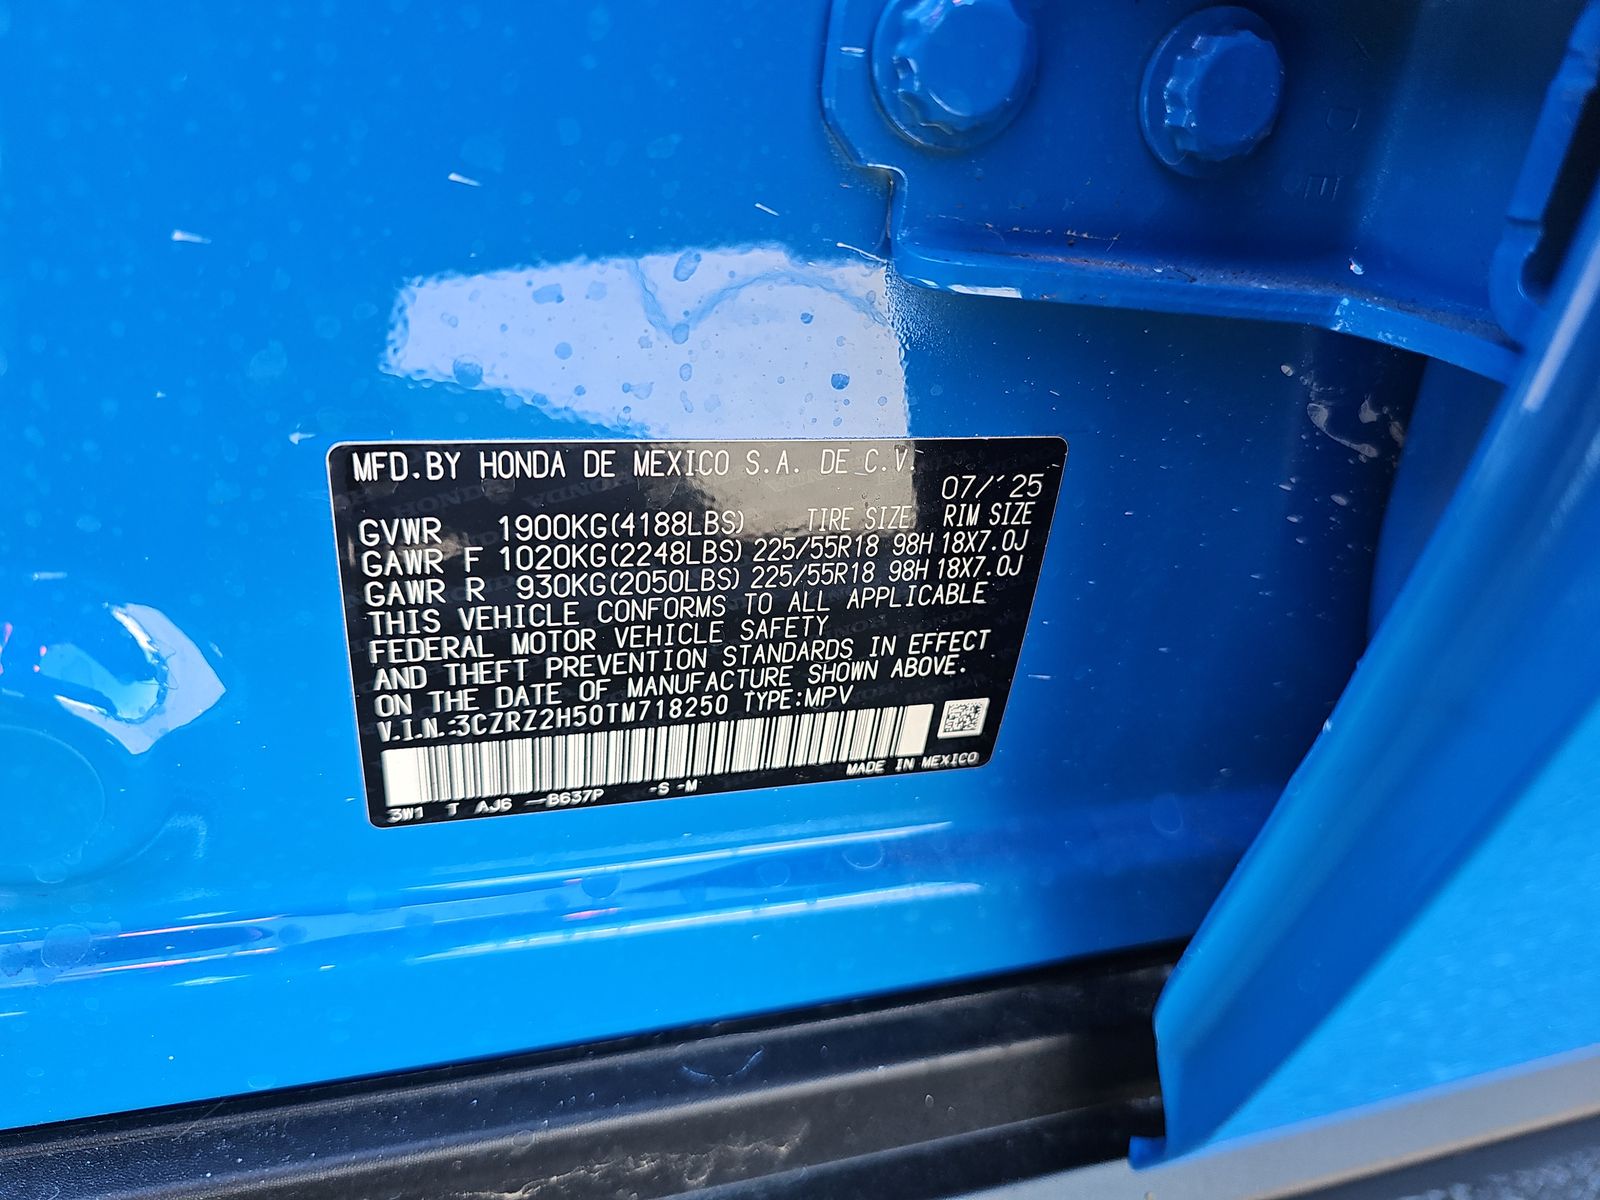 MFD.BY HONDA DE MEXICO S.A. DE C.V.
07/'25
GVWR 1900KG(4188LBS) TIRE SIZE RIM SIZE
GAWR F 1020KG(2248LBS) 225/55R18 98H 18X7.0J
GAWR R 930KG(2050LBS) 225/55R18 98H 18X7.0J
THIS VEHICLE CONFORMS TO ALL APPLICABLE
FEDERAL MOTOR VEHICLE SAFETY
AND THEFT PREVENTION STANDARDS IN EFFECT
ON THE DATE OF MANUFACTURE SHOWN ABOVE.
V.I.N.:3CZRZ2H50TM718250 TYPE:MPV
MADE IN MEXICO
3W1 T AJ6 -B637P -S -M